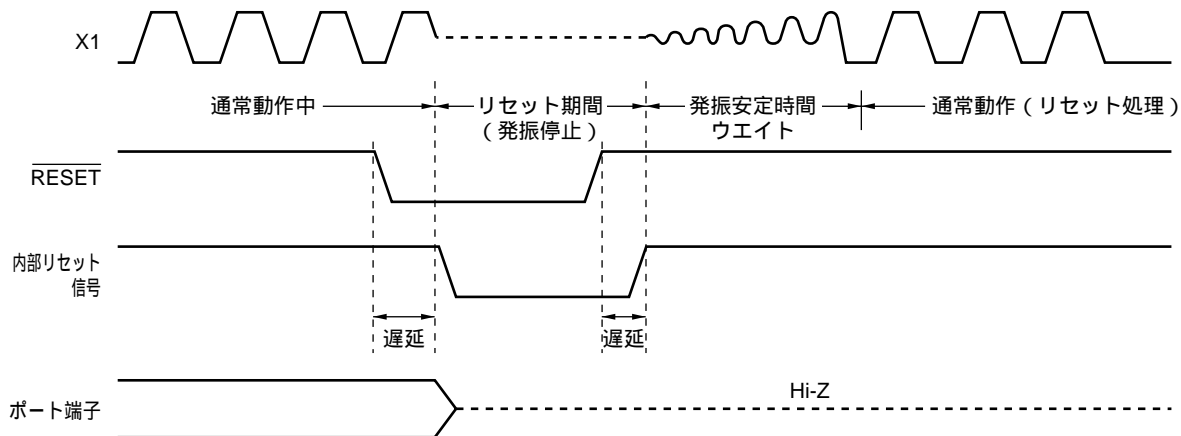 X1
通常動作中
リセット期間
(発振停止)
発振安定時間
ウエイト
通常動作(リセット処理)
RESET
内部リセット
信号
遅延
遅延
Hi-Z
ポート端子